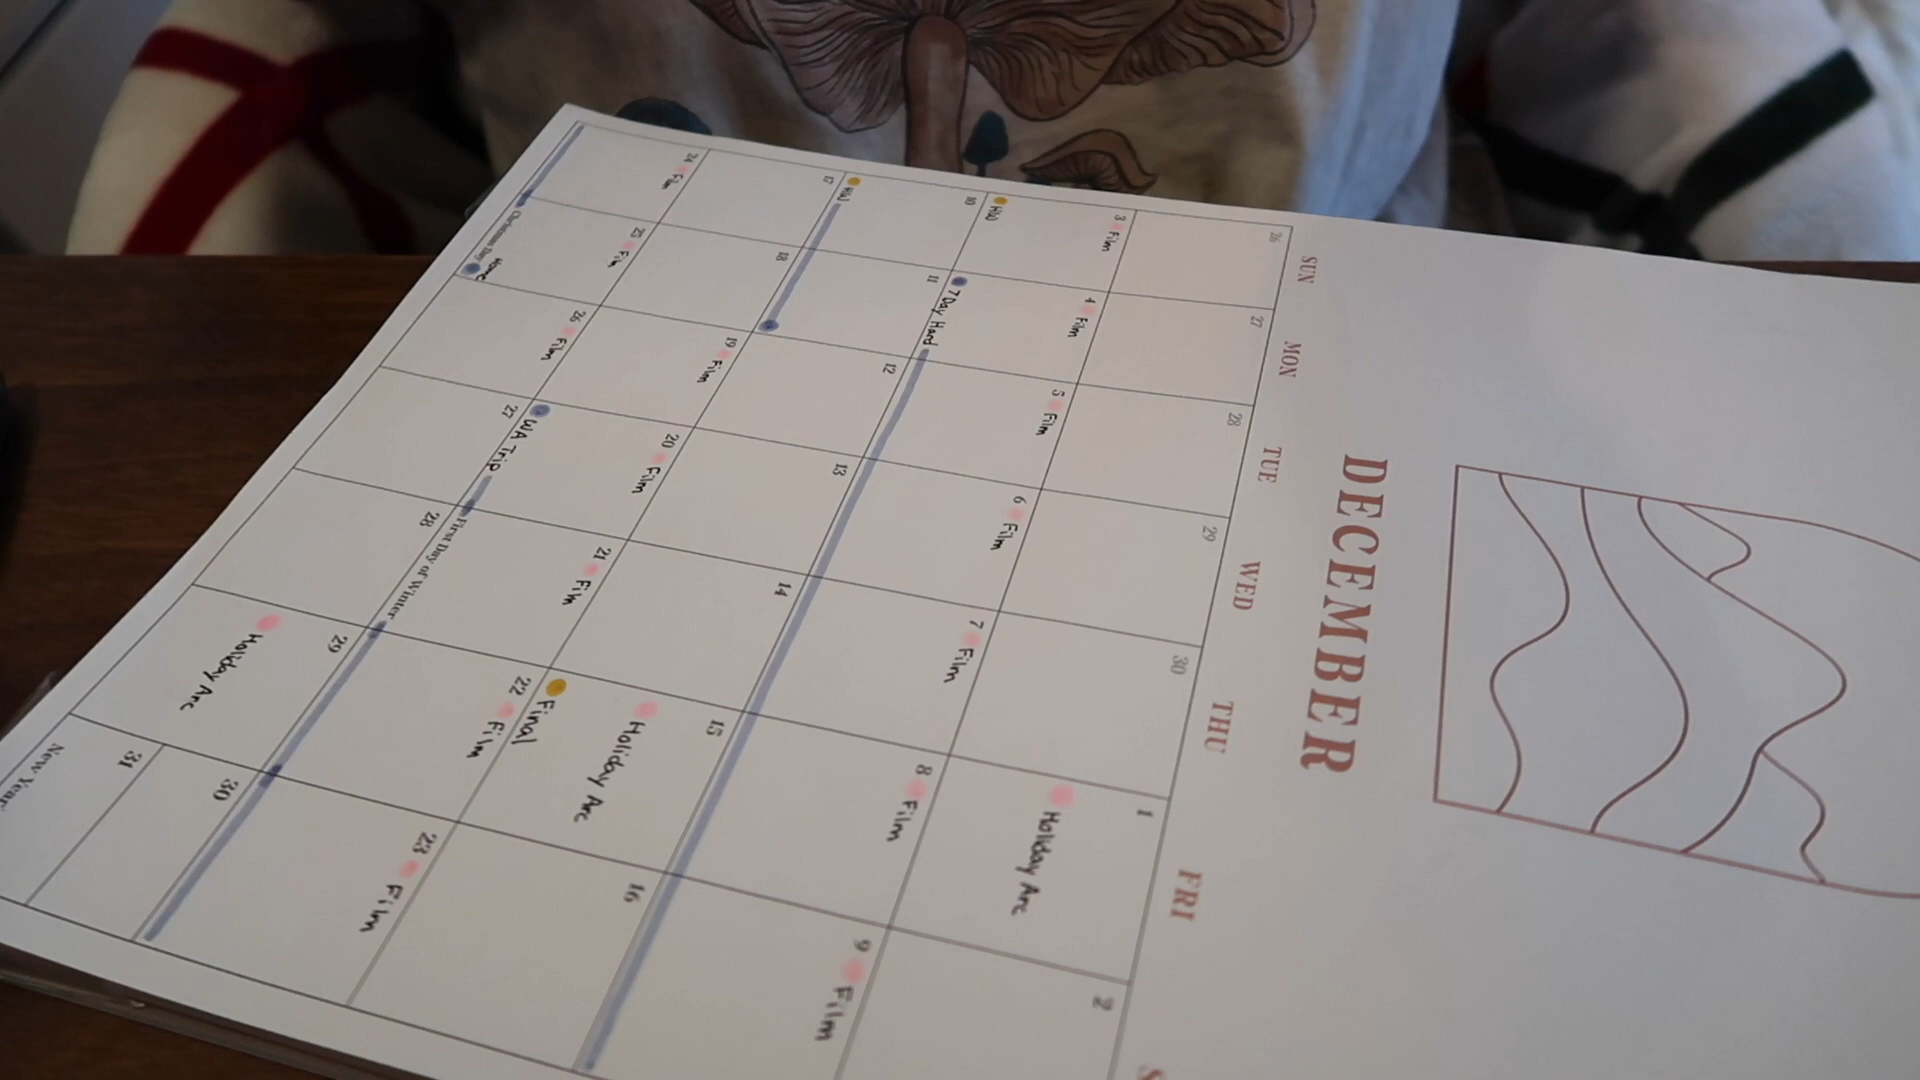 DECEMBER
SUN MON TUE WED THU FRI S
26 27 28 29 30 1 2
Holiday Arc
3 Film 4 Film 5 Film 6 Film 7 Film 8 Film 9 Film
HW 7 Day Hard
10 11 12 13 14 15 16
Holiday Arc
HW Final
17 18 19 Film 20 Film 21 Film 22 Film 23 Film
WA Trip First Day of Winter
24 Film 25 Film 26 Film 27 28 29 30
Holiday Arc
Christmas Day
Home
31
New Year'